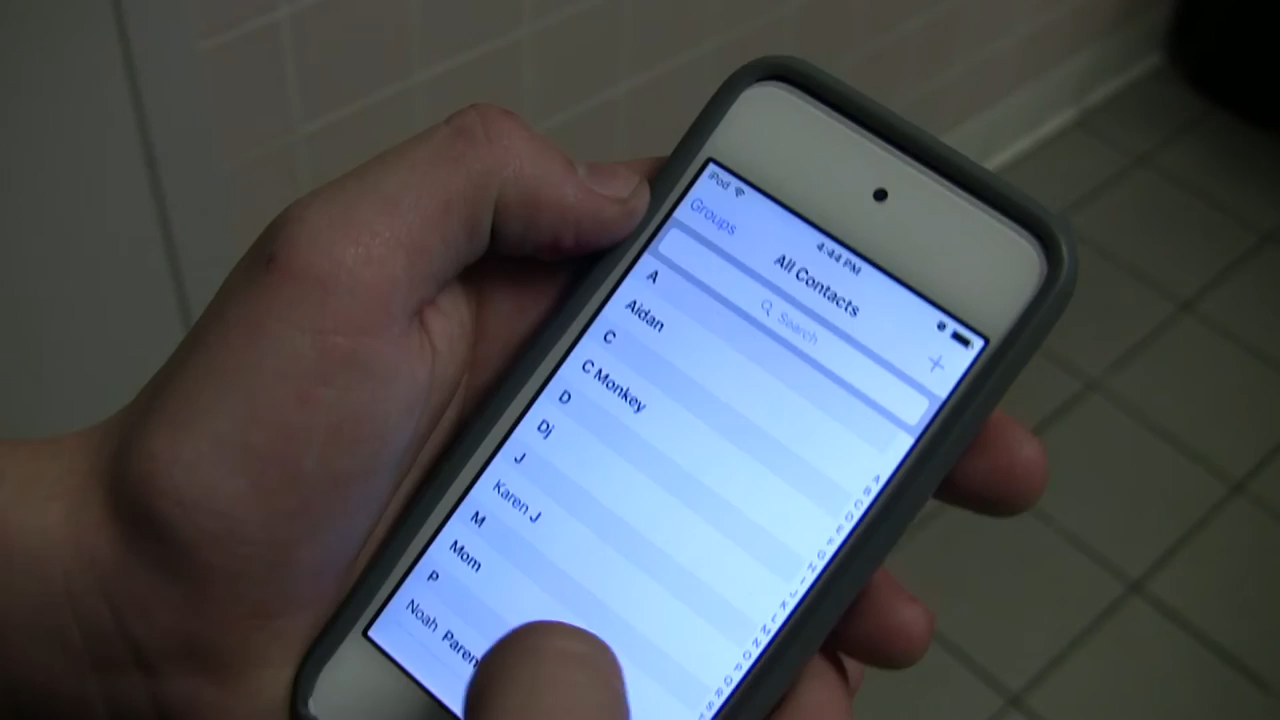 iPod
4:44 PM
Groups
All Contacts
+
Search
A
Aidan
C
C Monkey
D
Dj
J
Karen J
M
Mom
P
Noah